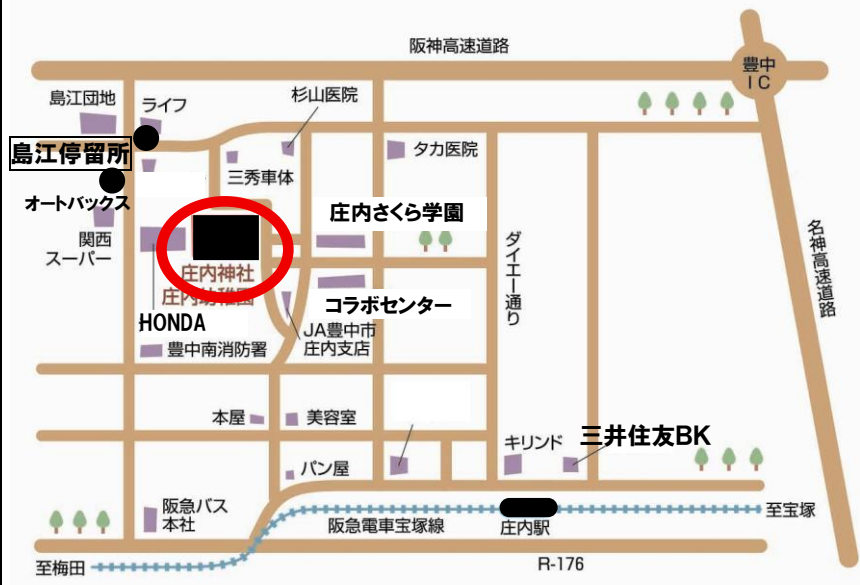 阪神高速道路
豊中
IC
島江団地
ライフ
杉山医院
島江停留所
三秀車体
タカ医院
オートバックス
庄内さくら学園
関西
スーパー
ダイエー通り
名神高速道路
庄内神社
庄内幼稚園
コラボセンター
HONDA
JA豊中市
庄内支店
豊中南消防署
本屋
美容室
キリンド
三井住友BK
パン屋
阪急バス
本社
阪急電車宝塚線
庄内駅
至宝塚
至梅田
R-176